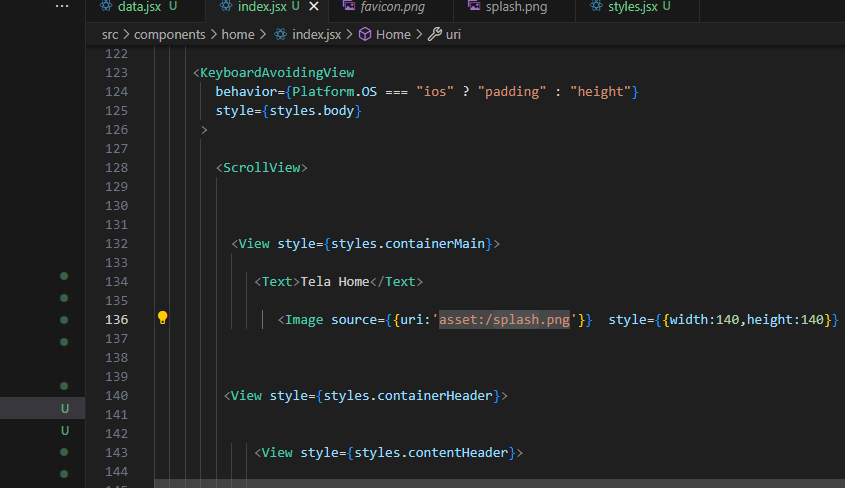 ... data.jsx U index.jsx U × favicon.png splash.png styles.jsx U
src > components > home > index.jsx > Home > uri
122
123 <KeyboardAvoidingView
124 behavior={Platform.OS === "ios" ? "padding" : "height"}
125 style={styles.body}
126 >
127
128 <ScrollView>
129
130
131
132 <View style={styles.containerMain}>
133
134 <Text>Tela Home</Text>
135
136 <Image source={{uri:'asset:/splash.png'}}  style={{width:140,height:140}}
137
138
139
140 <View style={styles.containerHeader}>
141
142
143 <View style={styles.contentHeader}>
144
145
U
U